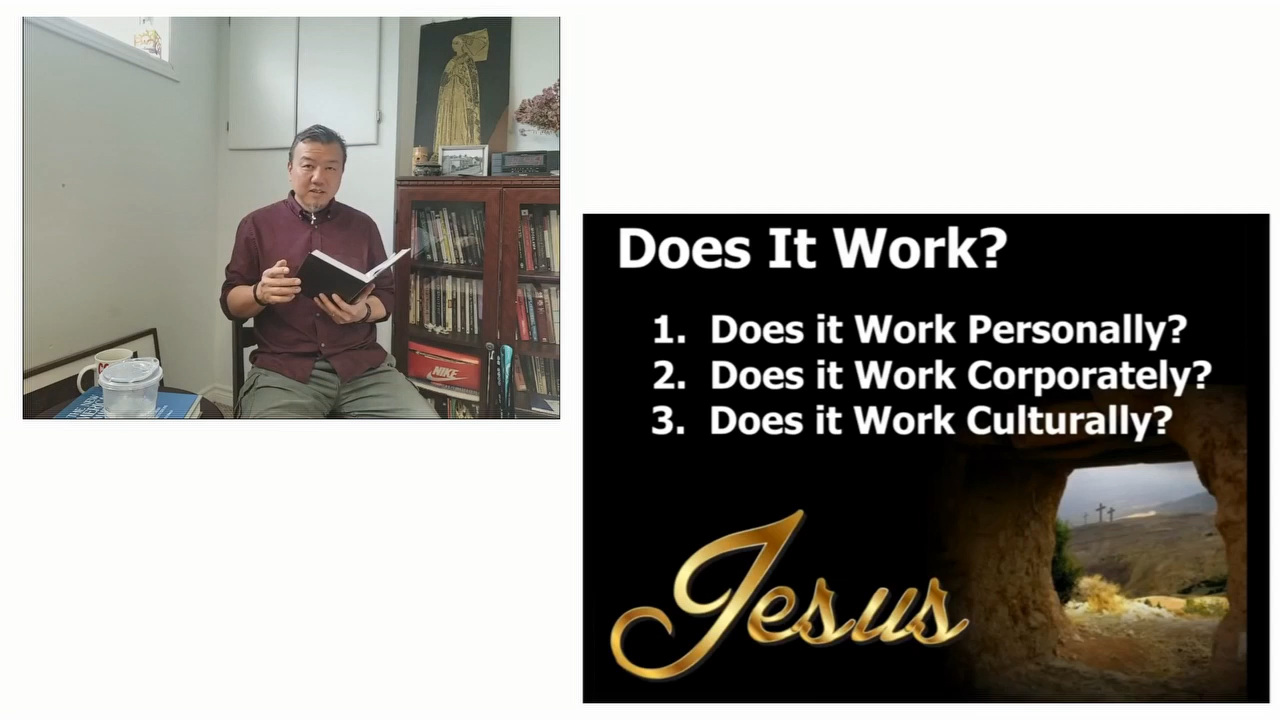 NIKE
Does It Work?
1. Does it Work Personally?
2. Does it Work Corporately?
3. Does it Work Culturally?
Jesus